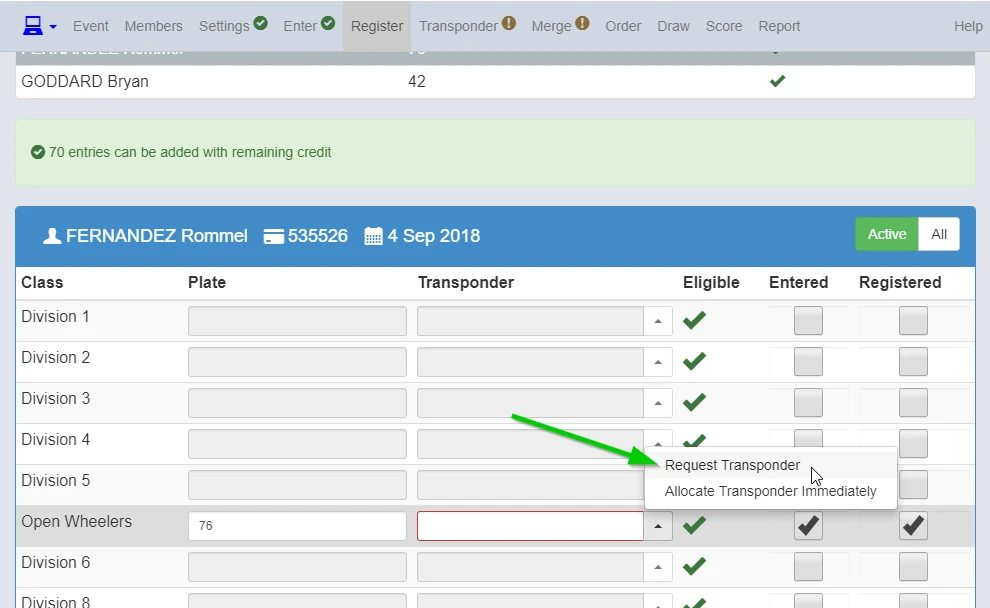 Event Members Settings Enter Register Transponder Merge Order Draw Score Report Help
GODDARD Bryan 42
70 entries can be added with remaining credit
FERNANDEZ Rommel 535526 4 Sep 2018 Active All
Class Plate Transponder Eligible Entered Registered
Division 1
Division 2
Division 3
Division 4
Request Transponder
Division 5
Allocate Transponder Immediately
Open Wheelers 76
Division 6
Division 8